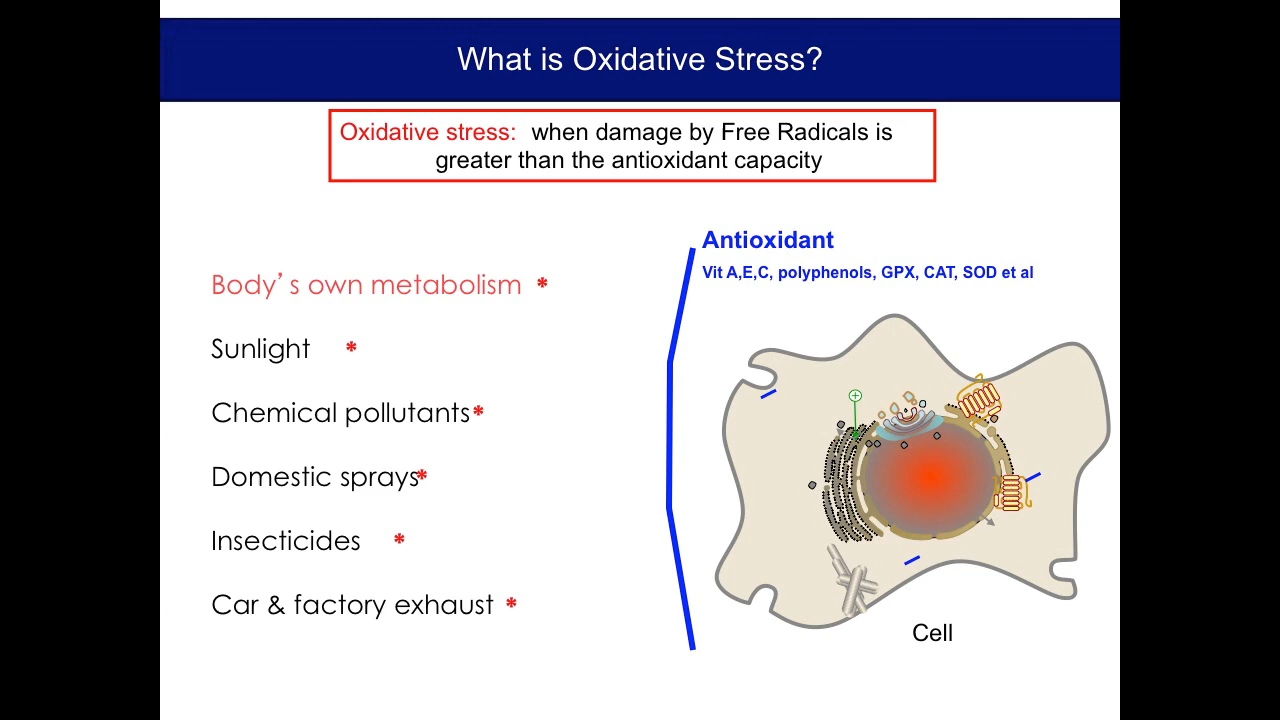 What is Oxidative Stress?
Oxidative stress: when damage by Free Radicals is
greater than the antioxidant capacity
Body's own metabolism *
Sunlight *
Chemical pollutants*
Domestic sprays*
Insecticides *
Car & factory exhaust *
Antioxidant
Vit A,E,C, polyphenols, GPX, CAT, SOD et al
Cell